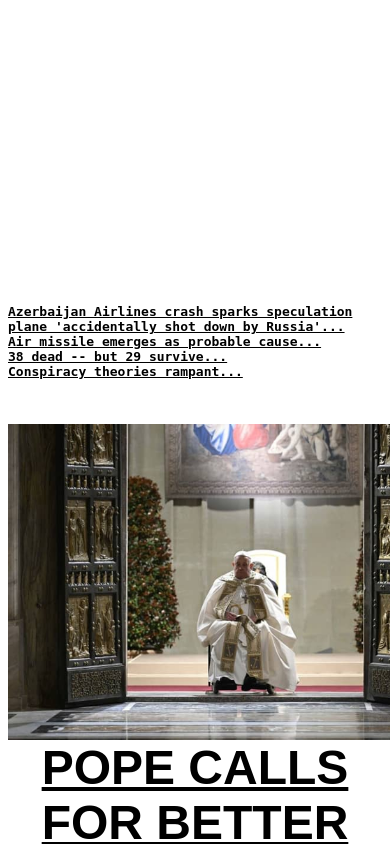 Azerbaijan Airlines crash sparks speculation
plane 'accidentally shot down by Russia'...
Air missile emerges as probable cause...
38 dead -- but 29 survive...
Conspiracy theories rampant...
POPE CALLS
FOR BETTER